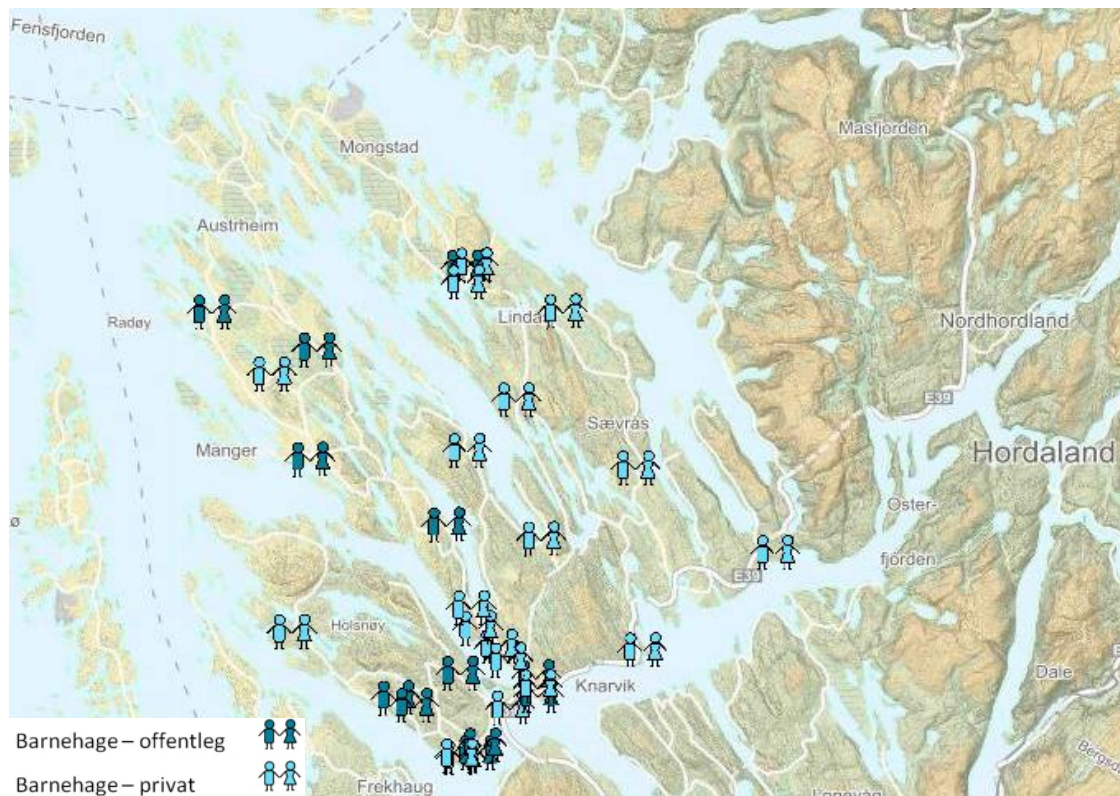 Fensfjorden
Masfjorden
Mongstad
Austrheim
Radøy
Nordhordland
E39
Sævrås
Manger
Hordaland
Oster-
fjorden
E39
Holsnøy
Knarvik
Dale
Frekhaug
Barnehage – offentleg
Barnehage – privat